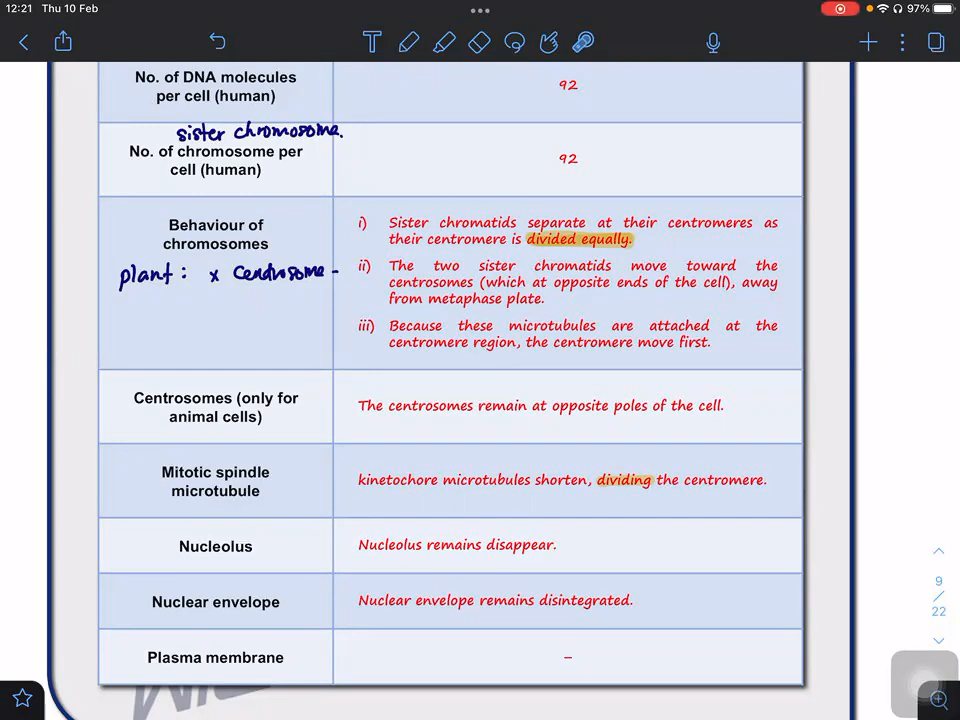 12:21 Thu 10 Feb
97%
No. of DNA molecules
per cell (human)
92
sister chromosome.
No. of chromosome per
cell (human)
92
Behaviour of
chromosomes
plant : x Centrosome -
i) Sister chromatids separate at their centromeres as
their centromere is divided equally.
ii) The two sister chromatids move toward the
centrosomes (which at opposite ends of the cell), away
from metaphase plate.
iii) Because these microtubules are attached at the
centromere region, the centromere move first.
Centrosomes (only for
animal cells)
The centrosomes remain at opposite poles of the cell.
Mitotic spindle
microtubule
kinetochore microtubules shorten, dividing the centromere.
Nucleolus
Nucleolus remains disappear.
Nuclear envelope
Nuclear envelope remains disintegrated.
Plasma membrane
–
9
/
22